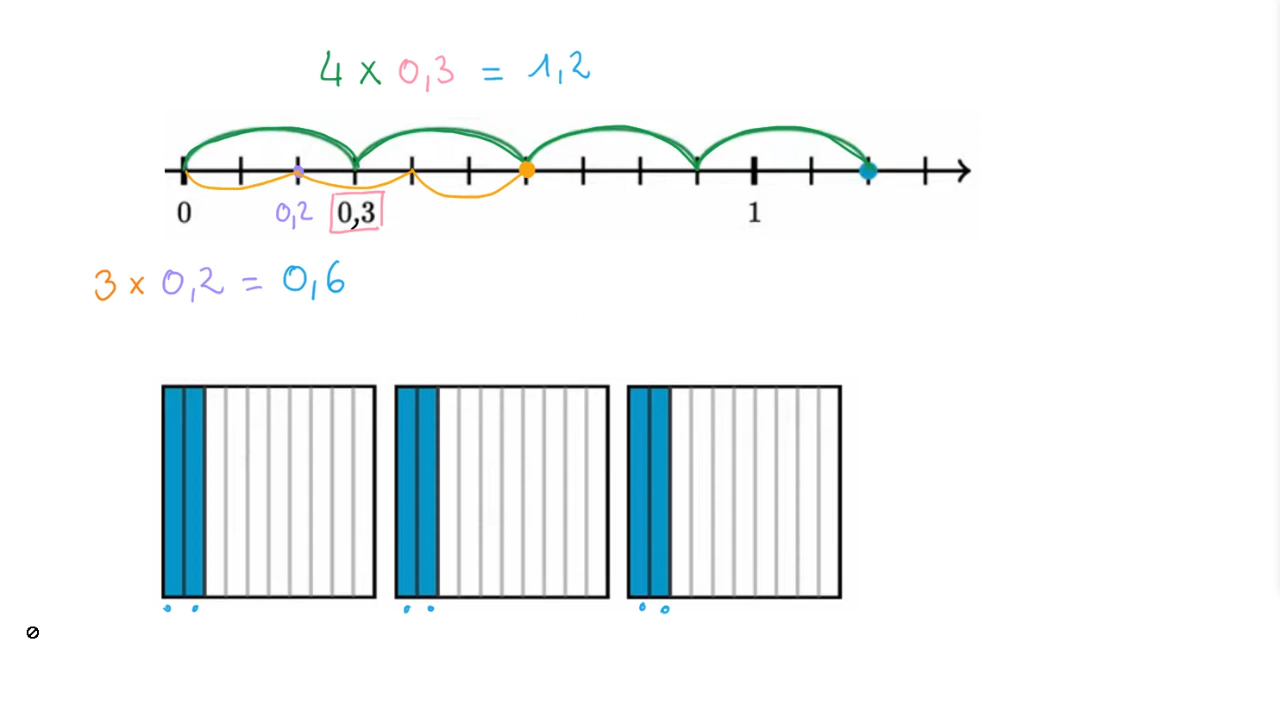 4 x 0,3 = 1,2
0 0,2 0,3 1
3 x 0,2 = 0,6